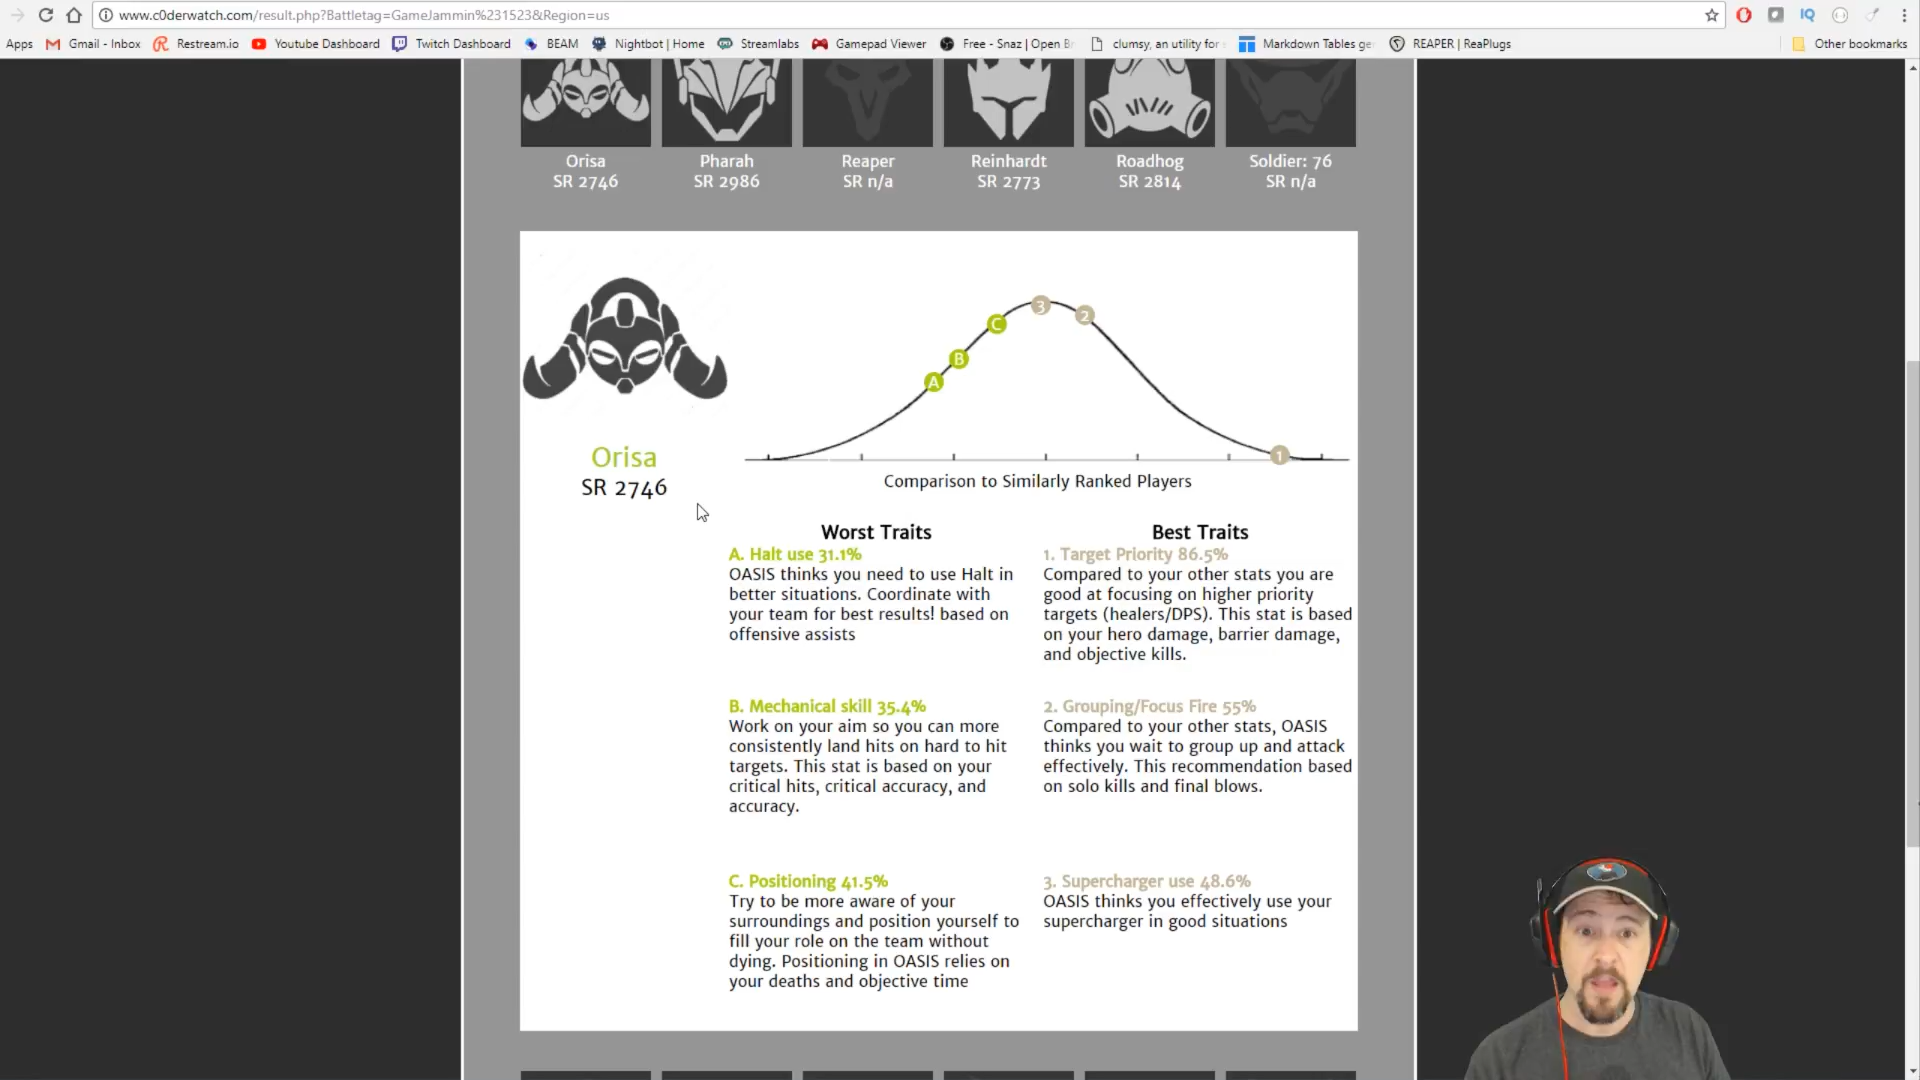 www.c0derwatch.com/result.php?Battletag=GameJammin%231523&Region=us
Apps Gmail - Inbox Restream.io Youtube Dashboard Twitch Dashboard BEAM Nightbot | Home Streamlabs Gamepad Viewer Free - Snaz | Open B clumsy, an utility for Markdown Tables ge REAPER | ReaPlugs Other bookmarks
Orisa Pharah Reaper Reinhardt Roadhog Soldier: 76
SR 2746 SR 2986 SR n/a SR 2773 SR 2814 SR n/a
3
2
C
B
A
1
Orisa
SR 2746
Comparison to Similarly Ranked Players
Worst Traits
A. Halt use 31.1%
OASIS thinks you need to use Halt in
better situations. Coordinate with
your team for best results! based on
offensive assists
B. Mechanical skill 35.4%
Work on your aim so you can more
consistently land hits on hard to hit
targets. This stat is based on your
critical hits, critical accuracy, and
accuracy.
C. Positioning 41.5%
Try to be more aware of your
surroundings and position yourself to
fill your role on the team without
dying. Positioning in OASIS relies on
your deaths and objective time
Best Traits
1. Target Priority 86.5%
Compared to your other stats you are
good at focusing on higher priority
targets (healers/DPS). This stat is based
on your hero damage, barrier damage,
and objective kills.
2. Grouping/Focus Fire 55%
Compared to your other stats, OASIS
thinks you wait to group up and attack
effectively. This recommendation based
on solo kills and final blows.
3. Supercharger use 48.6%
OASIS thinks you effectively use your
supercharger in good situations